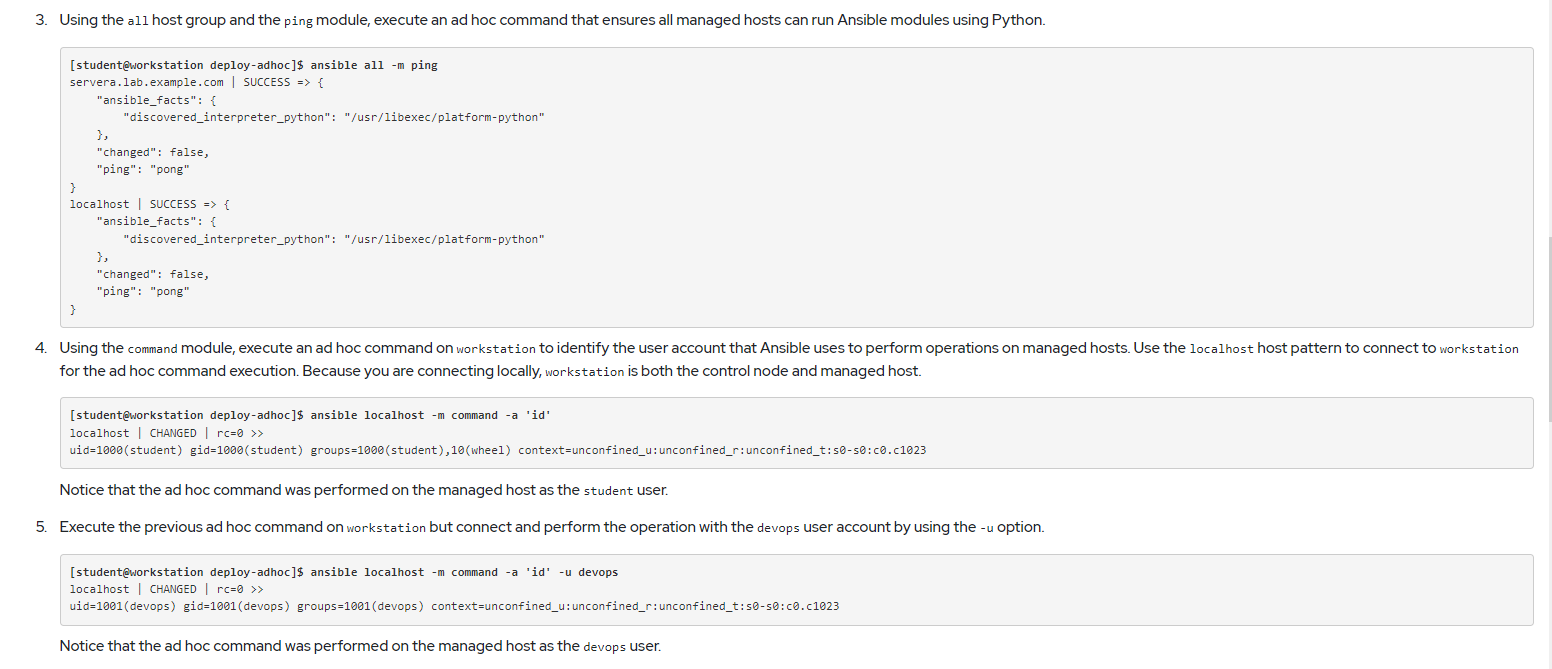 3. Using the all host group and the ping module, execute an ad hoc command that ensures all managed hosts can run Ansible modules using Python.
[student@workstation deploy-adhoc]$ ansible all -m ping
servera.lab.example.com | SUCCESS => {
    "ansible_facts": {
        "discovered_interpreter_python": "/usr/libexec/platform-python"
    },
    "changed": false,
    "ping": "pong"
}
localhost | SUCCESS => {
    "ansible_facts": {
        "discovered_interpreter_python": "/usr/libexec/platform-python"
    },
    "changed": false,
    "ping": "pong"
}
4. Using the command module, execute an ad hoc command on workstation to identify the user account that Ansible uses to perform operations on managed hosts. Use the localhost host pattern to connect to workstation
for the ad hoc command execution. Because you are connecting locally, workstation is both the control node and managed host.
[student@workstation deploy-adhoc]$ ansible localhost -m command -a 'id'
localhost | CHANGED | rc=0 >>
uid=1000(student) gid=1000(student) groups=1000(student),10(wheel) context=unconfined_u:unconfined_r:unconfined_t:s0-s0:c0.c1023
Notice that the ad hoc command was performed on the managed host as the student user.
5. Execute the previous ad hoc command on workstation but connect and perform the operation with the devops user account by using the -u option.
[student@workstation deploy-adhoc]$ ansible localhost -m command -a 'id' -u devops
localhost | CHANGED | rc=0 >>
uid=1001(devops) gid=1001(devops) groups=1001(devops) context=unconfined_u:unconfined_r:unconfined_t:s0-s0:c0.c1023
Notice that the ad hoc command was performed on the managed host as the devops user.